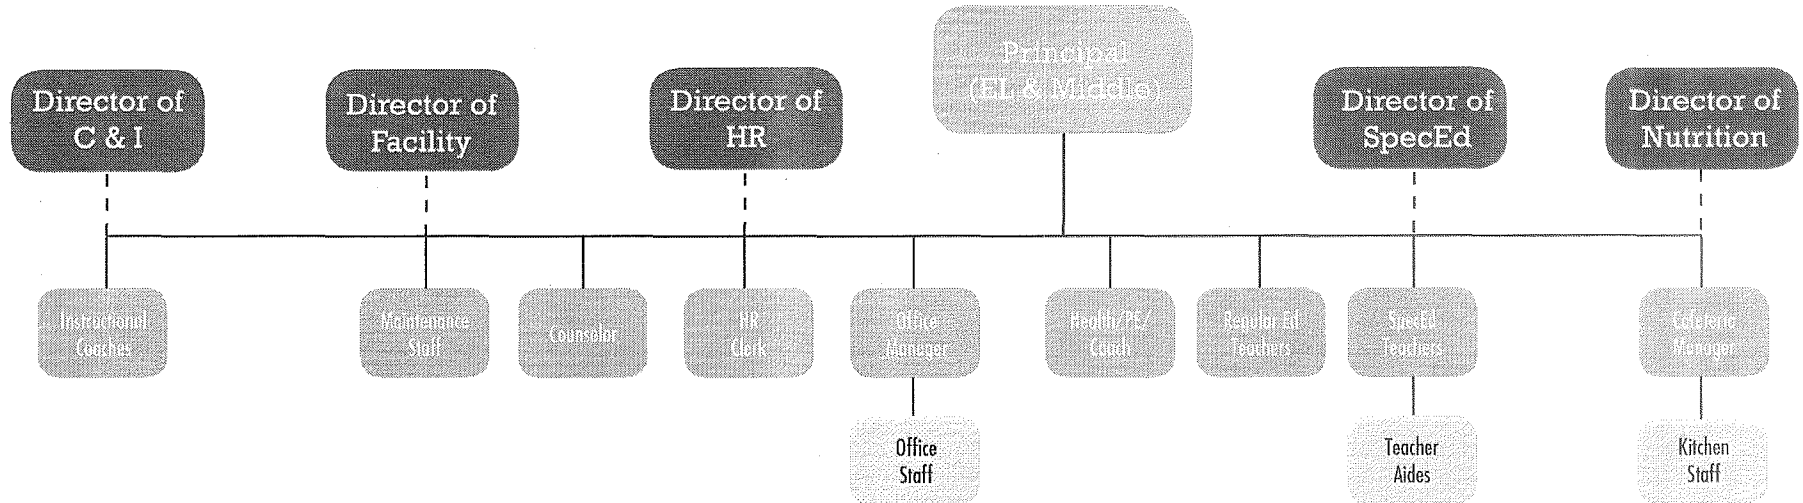 Principal
(EL & Middle)
Director of
C & I
Director of
Facility
Director of
HR
Director of
SpecEd
Director of
Nutrition
Instructional
Coaches
Maintenance
Staff
Counselor
HR
Clerk
Office
Manager
Health/PE/
Coach
Regular Ed
Teachers
SpecEd
Teachers
Cafeteria
Manager
Office
Staff
Teacher
Aides
Kitchen
Staff